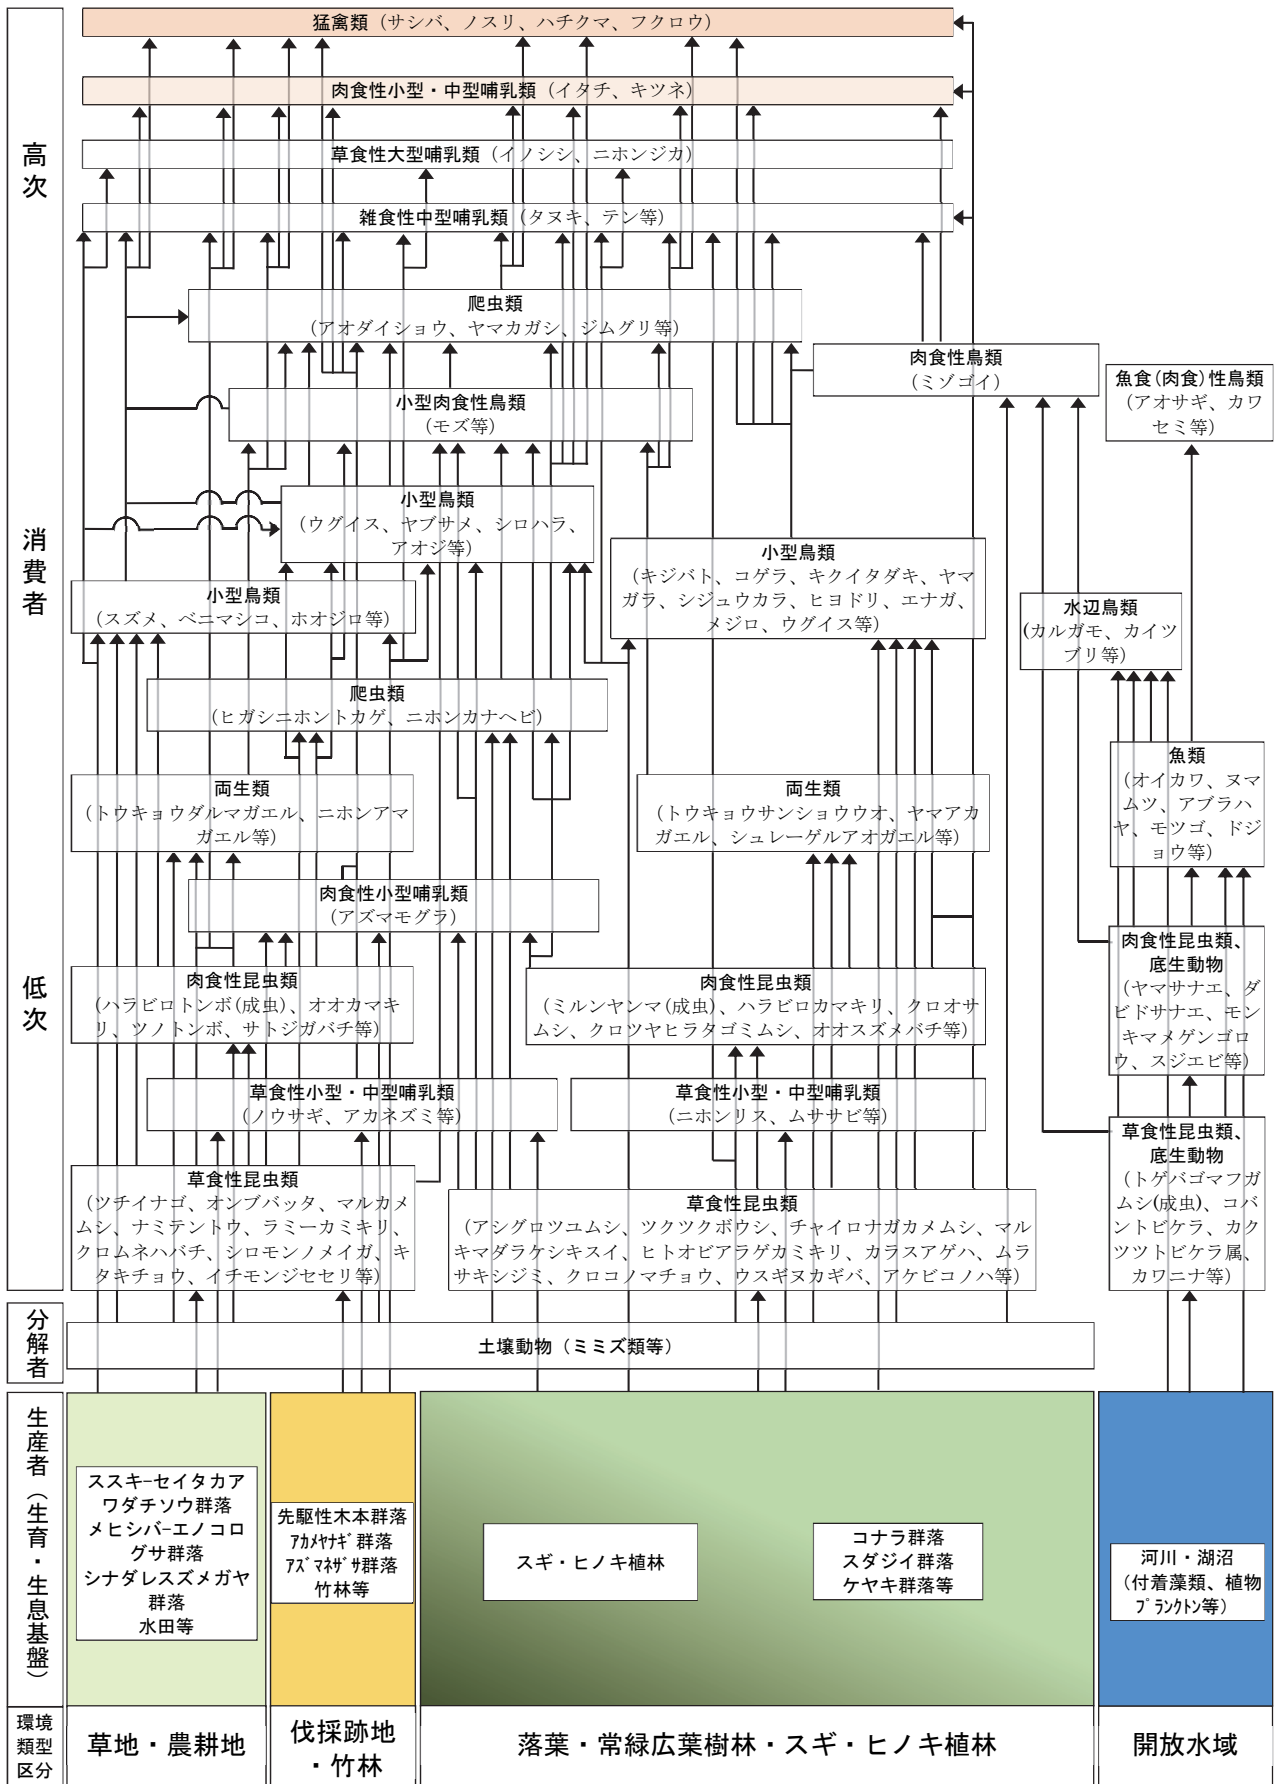 猛禽類（サシバ、ノスリ、ハチクマ、フクロウ）
肉食性小型・中型哺乳類（イタチ、キツネ）
草食性大型哺乳類（イノシシ、ニホンジカ）
雑食性中型哺乳類（タヌキ、テン等）
高次
爬虫類
（アオダイショウ、ヤマカガシ、ジムグリ等）
肉食性鳥類
（ミゾゴイ）
魚食(肉食)性鳥類
（アオサギ、カワ
セミ等）
小型肉食性鳥類
（モズ等）
消費者
小型鳥類
（ウグイス、ヤブサメ、シロハラ、
アオジ等）
小型鳥類
（キジバト、コゲラ、キクイタダキ、ヤマ
ガラ、シジュウカラ、ヒヨドリ、エナガ、
メジロ、ウグイス等）
小型鳥類
（スズメ、ベニマシコ、ホオジロ等）
水辺鳥類
(カルガモ、カイツ
ブリ等）
爬虫類
（ヒガシニホントカゲ、ニホンカナヘビ）
両生類
（トウキョウダルマガエル、ニホンアマ
ガエル等）
両生類
（トウキョウサンショウウオ、ヤマアカ
ガエル、シュレーゲルアオガエル等）
魚類
（オイカワ、ヌマ
ムツ、アブラハ
ヤ、モツゴ、ドジ
ョウ等）
肉食性小型哺乳類
（アズマモグラ）
低次
肉食性昆虫類
（ハラビロトンボ(成虫)、オオカマキ
リ、ツノトンボ、サトジガバチ等）
肉食性昆虫類
（ミルンヤンマ(成虫)、ハラビロカマキリ、クロオサ
ムシ、クロツヤヒラタゴミムシ、オオスズメバチ等）
肉食性昆虫類、
底生動物
（ヤマサナエ、ダ
ビドサナエ、モン
キマメゲンゴロ
ウ、スジエビ等）
草食性小型・中型哺乳類
（ノウサギ、アカネズミ等）
草食性小型・中型哺乳類
（ニホンリス、ムササビ等）
草食性昆虫類
（ツチイナゴ、オンブバッタ、マルカメ
ムシ、ナミテントウ、ラミーカミキリ、
クロムネハバチ、シロモンノメイガ、キ
タキチョウ、イチモンジセセリ等）
草食性昆虫類
（アシグロツユムシ、ツクツクボウシ、チャイロナガカメムシ、マル
キマダラケシキスイ、ヒトオビアラゲカミキリ、カラスアゲハ、ムラ
サキシジミ、クロコノマチョウ、ウスギヌカギバ、アケビコノハ等）
草食性昆虫類、
底生動物
（トゲバゴマフガ
ムシ(成虫)、コバ
ントビケラ、カク
ツツトビケラ属、
カワニナ等）
分解者
土壌動物（ミミズ類等）
生産者（生育・生息基盤）
ススキ-セイタカア
ワダチソウ群落
メヒシバ-エノコロ
グサ群落
シナダレスズメガヤ
群落
水田等
先駆性木本群落
ｱｶﾒﾔﾅｷﾞ群落
ｱｽﾞﾏﾈｻﾞｻ群落
竹林等
スギ・ヒノキ植林
コナラ群落
スダジイ群落
ケヤキ群落等
河川・湖沼
（付着藻類、植物
ﾌﾟﾗﾝｸﾄﾝ等）
環境
類型
区分
草地・農耕地
伐採跡地
・竹林
落葉・常緑広葉樹林・スギ・ヒノキ植林
開放水域